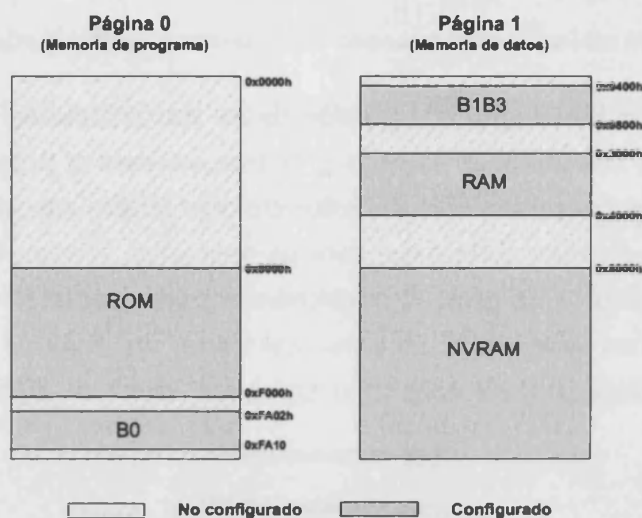 Página 0
(Memoria de programa)
Página 1
(Memoria de datos)
0x0000h
B1B3
RAM
0x4000h
ROM
NVRAM
0xF000h
0xFA02h
B0
0xFA10
No configurado
Configurado